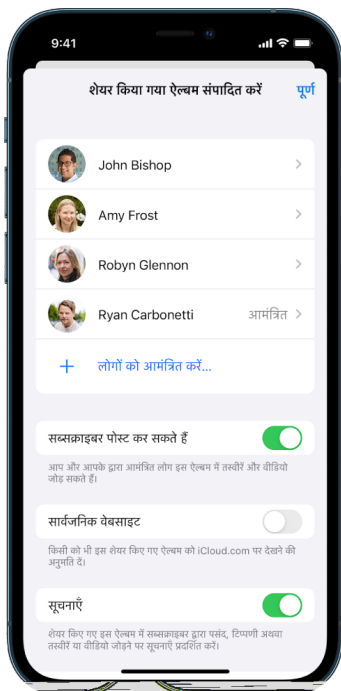 9:41
शेयर किया गया ऐल्बम संपादित करें पूर्ण
John Bishop
Amy Frost
Robyn Glennon
Ryan Carbonetti आमंत्रित
लोगों को आमंत्रित करें...
सब्सक्राइबर पोस्ट कर सकते हैं
आप और आपके द्वारा आमंत्रित लोग इस ऐल्बम में तस्वीरें और वीडियो
जोड़ सकते हैं।
सार्वजनिक वेबसाइट
किसी को भी इस शेयर किए गए ऐल्बम को iCloud.com पर देखने की
अनुमति दें।
सूचनाएँ
शेयर किए गए इस ऐल्बम में सब्सक्राइबर द्वारा पसंद, टिप्पणी अथवा
तस्वीरें या वीडियो जोड़ने पर सूचनाएँ प्रदर्शित करें।